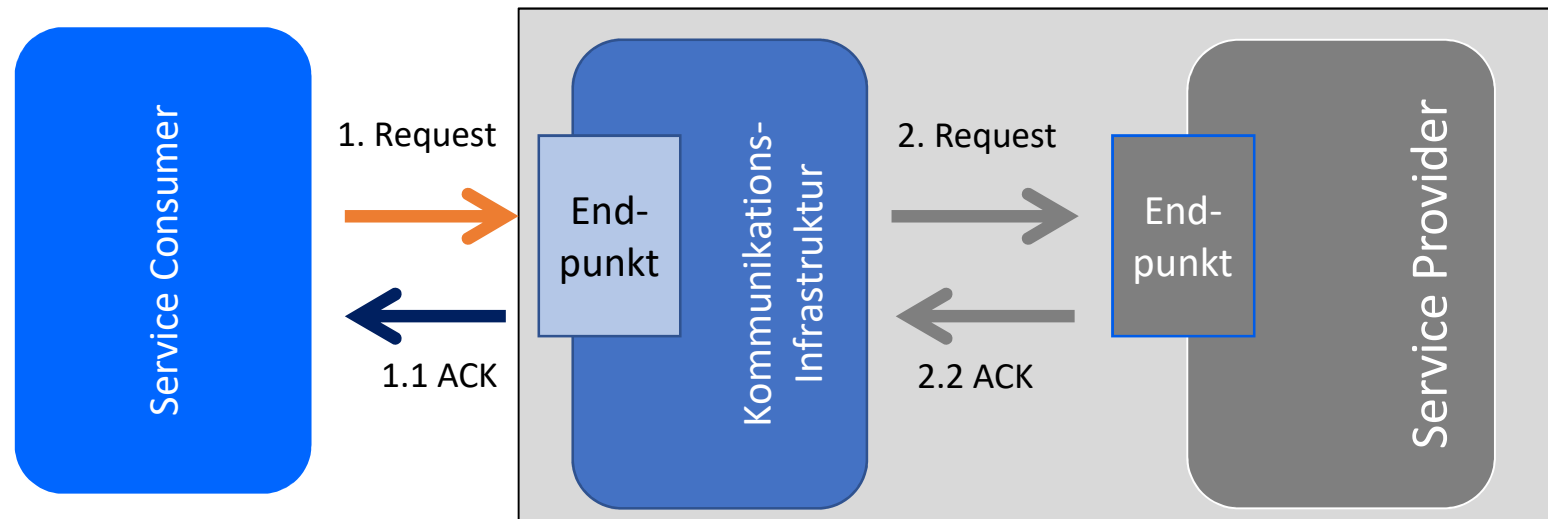 Service Consumer
1. Request
1.1 ACK
End-
punkt
Kommunikations-
Infrastruktur
2. Request
2.2 ACK
End-
punkt
Service Provider